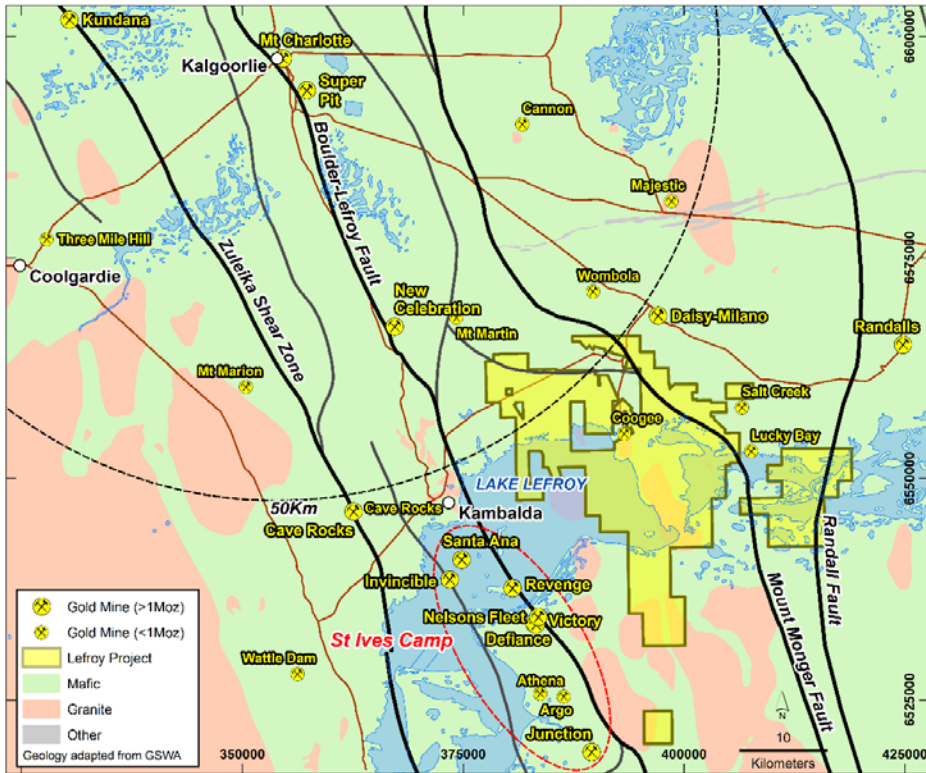 Kundana
Mt Charlotte
Kalgoorlie
Super
Pit
Cannon
6600000
Boulder-Lefroy Fault
Majestic
Three Mile Hill
Coolgardie
Zuleika Shear Zone
Wombola
6575000
New
Celebration
Mt Martin
Daisy-Milano
Randalls
Mt Marion
Salt Creek
Coogee
Lucky Bay
LAKE LEFROY
50Km
Cave Rocks
Cave Rocks
Kambalda
6550000
Santa Ana
Invincible
Revenge
Nelsons Fleet
Victory
Defiance
St Ives Camp
Randall Fault
Mount Monger Fault
Wattle Dam
Athena
Argo
Junction
6525000
Gold Mine (>1Moz)
Gold Mine (<1Moz)
Lefroy Project
Mafic
Granite
Other
Geology adapted from GSWA
N
10
Kilometers
350000
375000
400000
425000